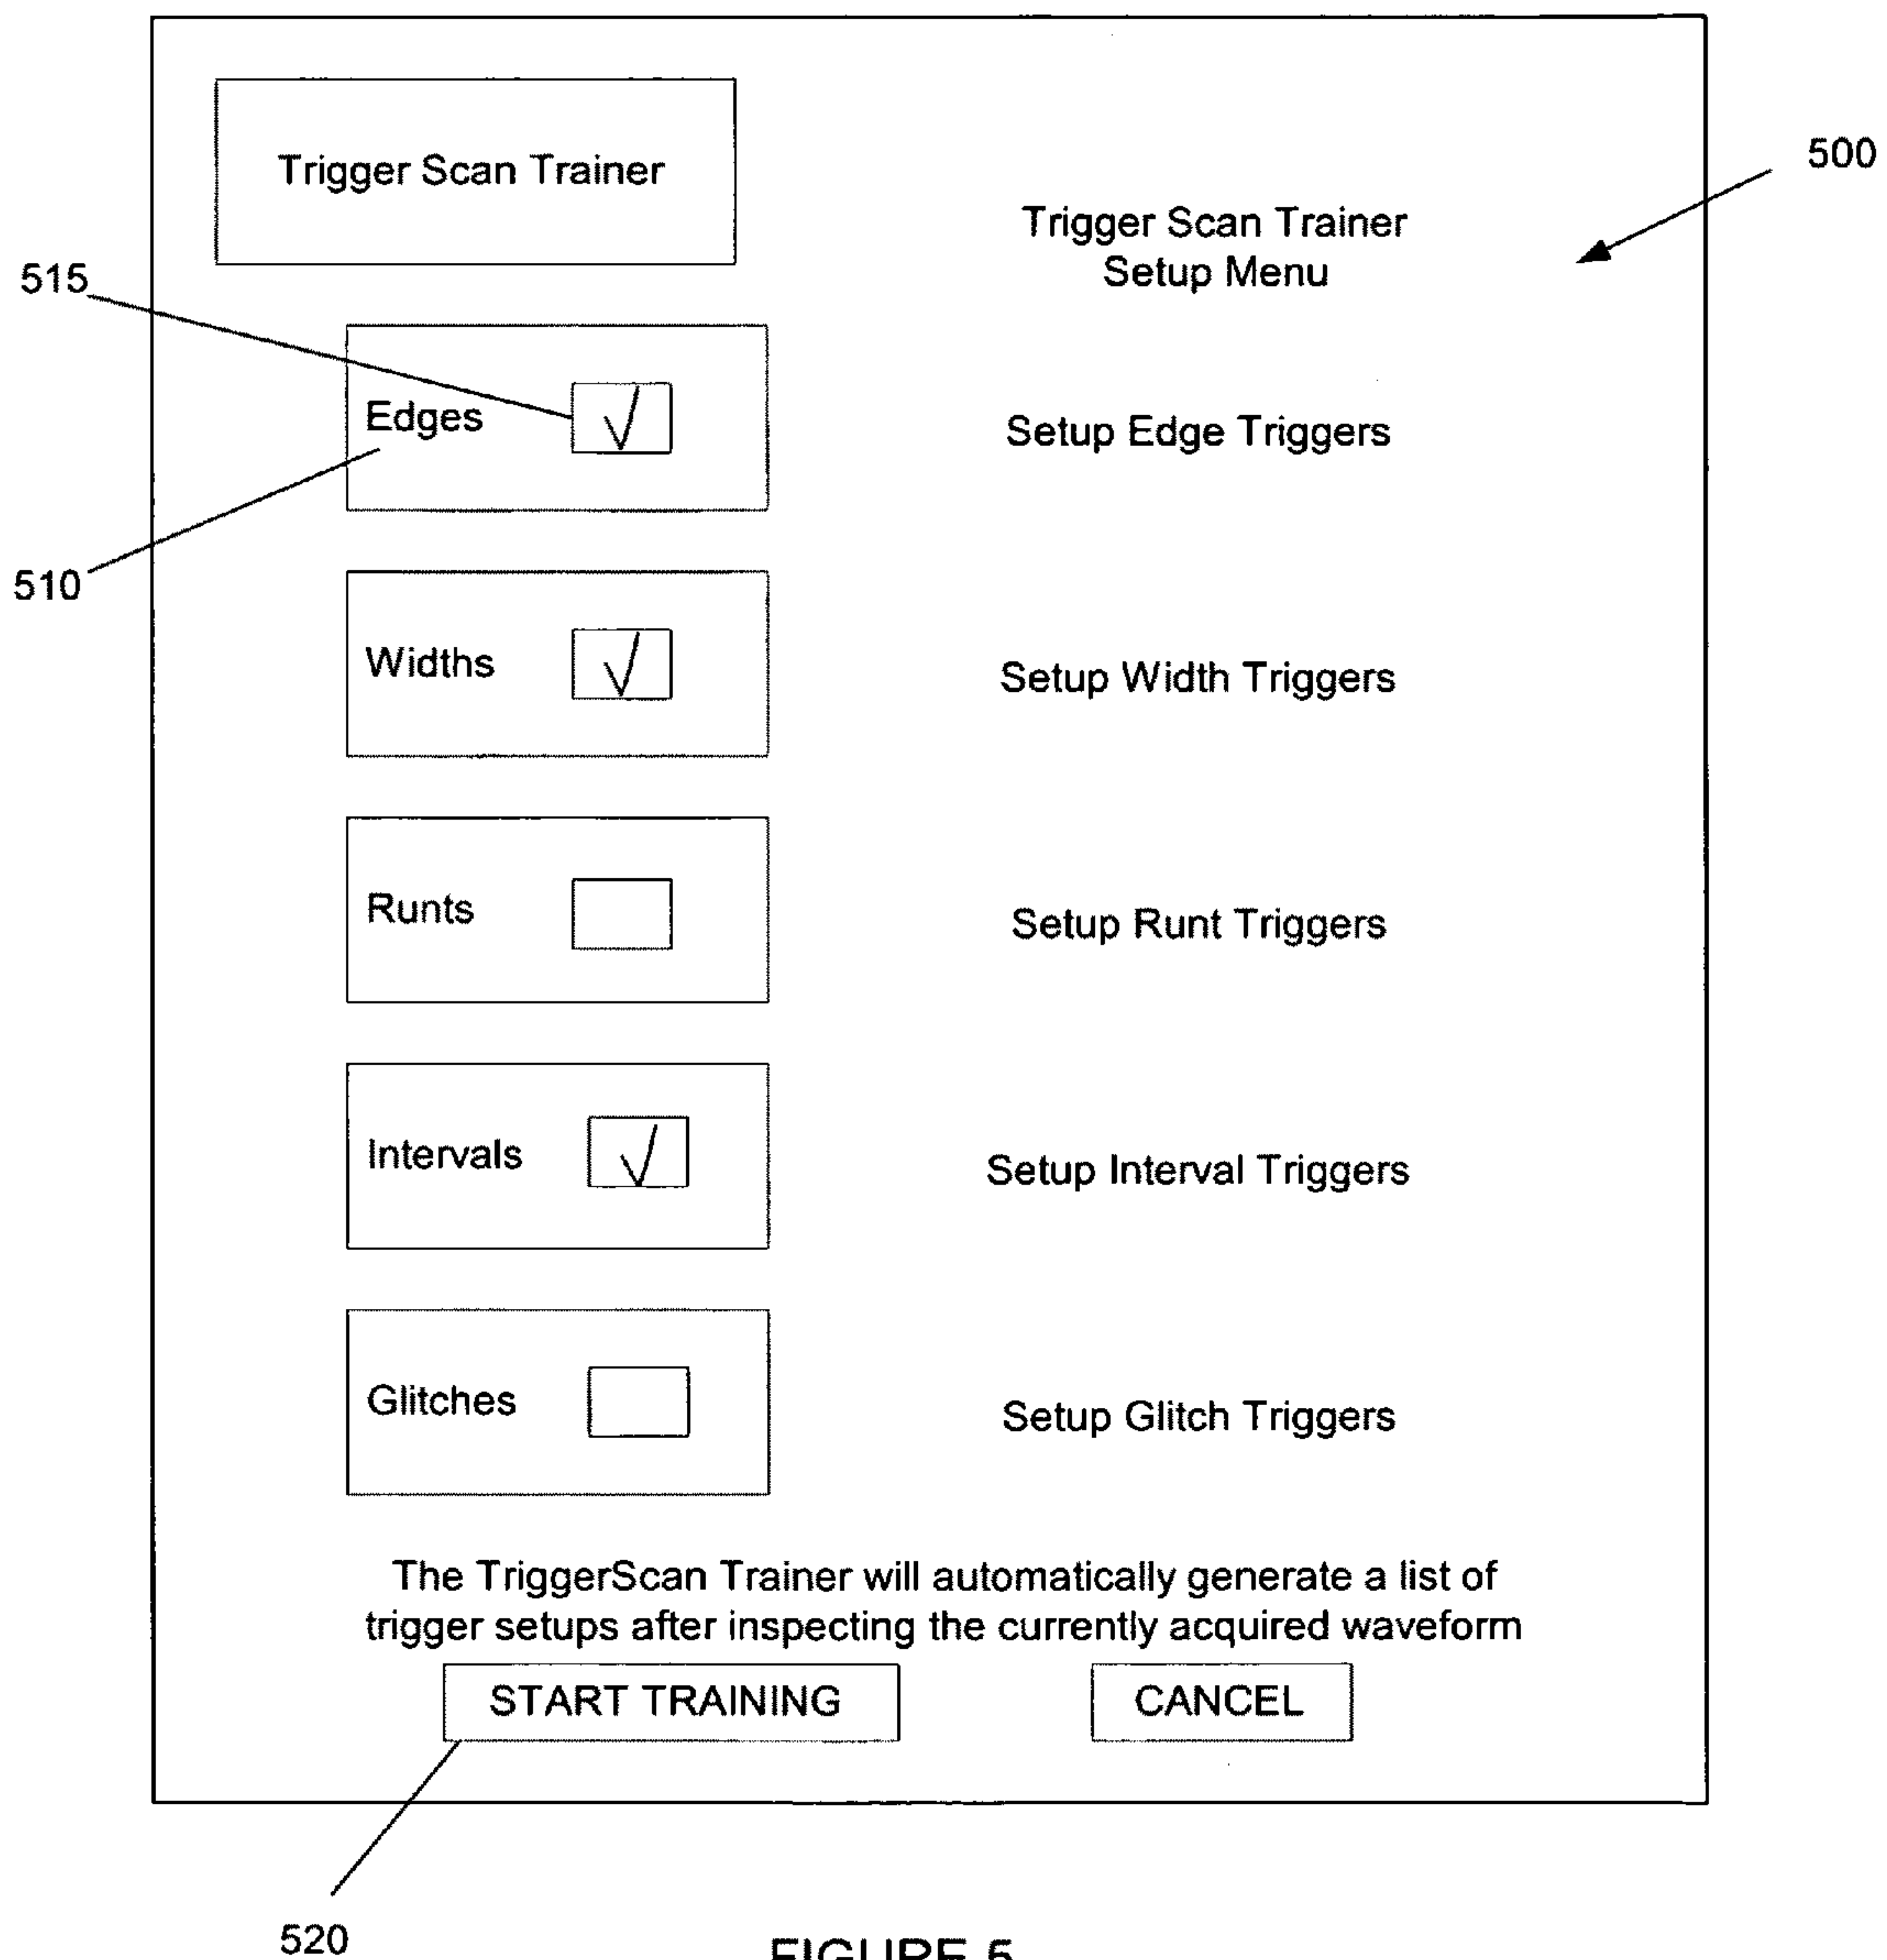 Trigger Scan Trainer
500
Trigger Scan Trainer
Setup Menu
515
Edges
Setup Edge Triggers
510
Widths
Setup Width Triggers
Runts
Setup Runt Triggers
Intervals
Setup Interval Triggers
Glitches
Setup Glitch Triggers
The TriggerScan Trainer will automatically generate a list of
trigger setups after inspecting the currently acquired waveform
START TRAINING
CANCEL
520
FIGURE 5